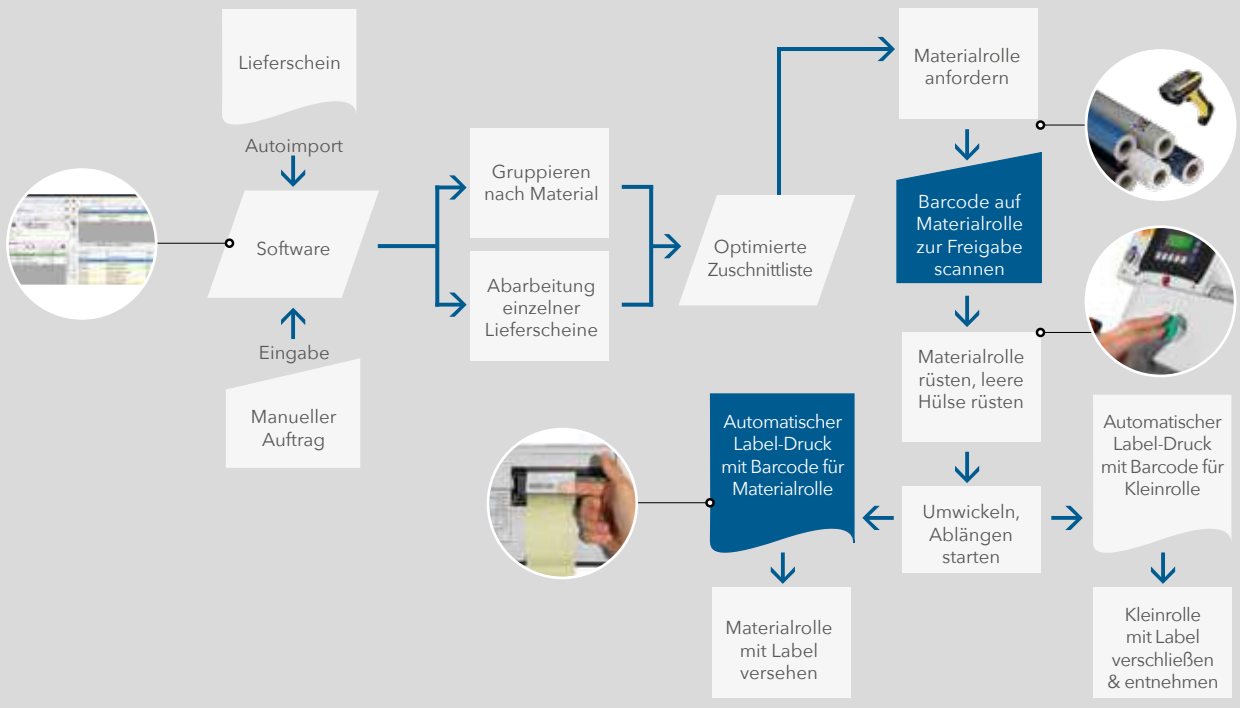 Lieferschein
Autoimport
Software
Eingabe
Manueller
Auftrag
Gruppieren
nach Material
Abarbeitung
einzelner
Lieferscheine
Optimierte
Zuschnittliste
Materialrolle
anfordern
Barcode auf
Materialrolle
zur Freigabe
scannen
Materialrolle
rüsten, leere
Hülse rüsten
Umwickeln,
Ablängen
starten
Automatischer
Label-Druck
mit Barcode für
Materialrolle
Materialrolle
mit Label
versehen
Automatischer
Label-Druck
mit Barcode für
Kleinrolle
Kleinrolle
mit Label
verschließen
& entnehmen